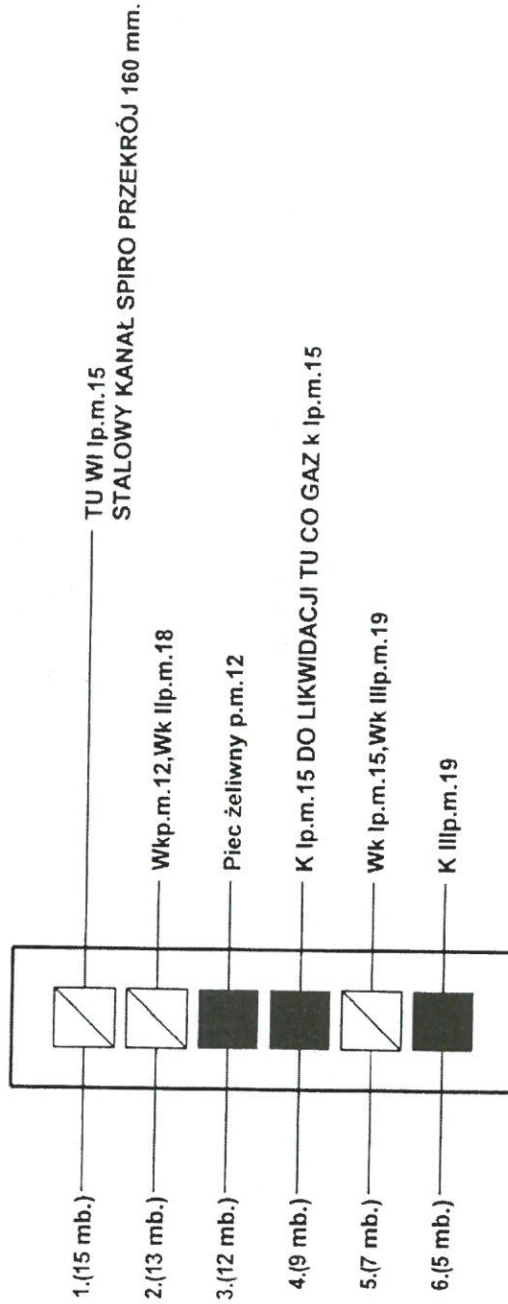 1.(15 mb.) TU WI Ip.m.15
STALOWY KANAŁ SPIRO PRZEKRÓJ 160 mm.
2.(13 mb.) Wkp.m.12,Wk IIp.m.18
3.(12 mb.) Piec żeliwny p.m.12
4.(9 mb.) K Ip.m.15 DO LIKWIDACJI TU CO GAZ k Ip.m.15
5.(7 mb.) Wk Ip.m.15,Wk IIIp.m.19
6.(5 mb.) K IIIp.m.19